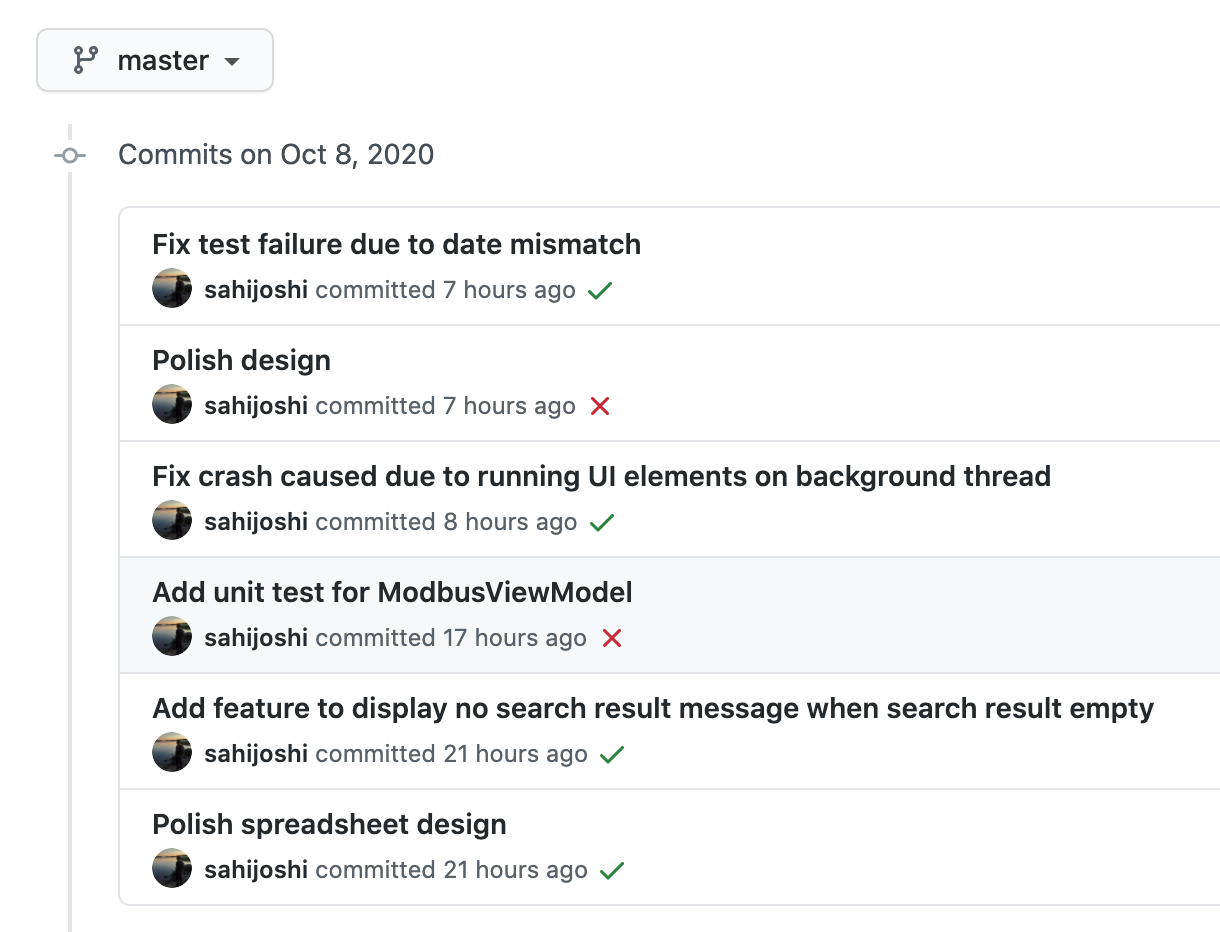 master
Commits on Oct 8, 2020
Fix test failure due to date mismatch
sahijoshi committed 7 hours ago
Polish design
sahijoshi committed 7 hours ago
Fix crash caused due to running UI elements on background thread
sahijoshi committed 8 hours ago
Add unit test for ModbusViewModel
sahijoshi committed 17 hours ago
Add feature to display no search result message when search result empty
sahijoshi committed 21 hours ago
Polish spreadsheet design
sahijoshi committed 21 hours ago